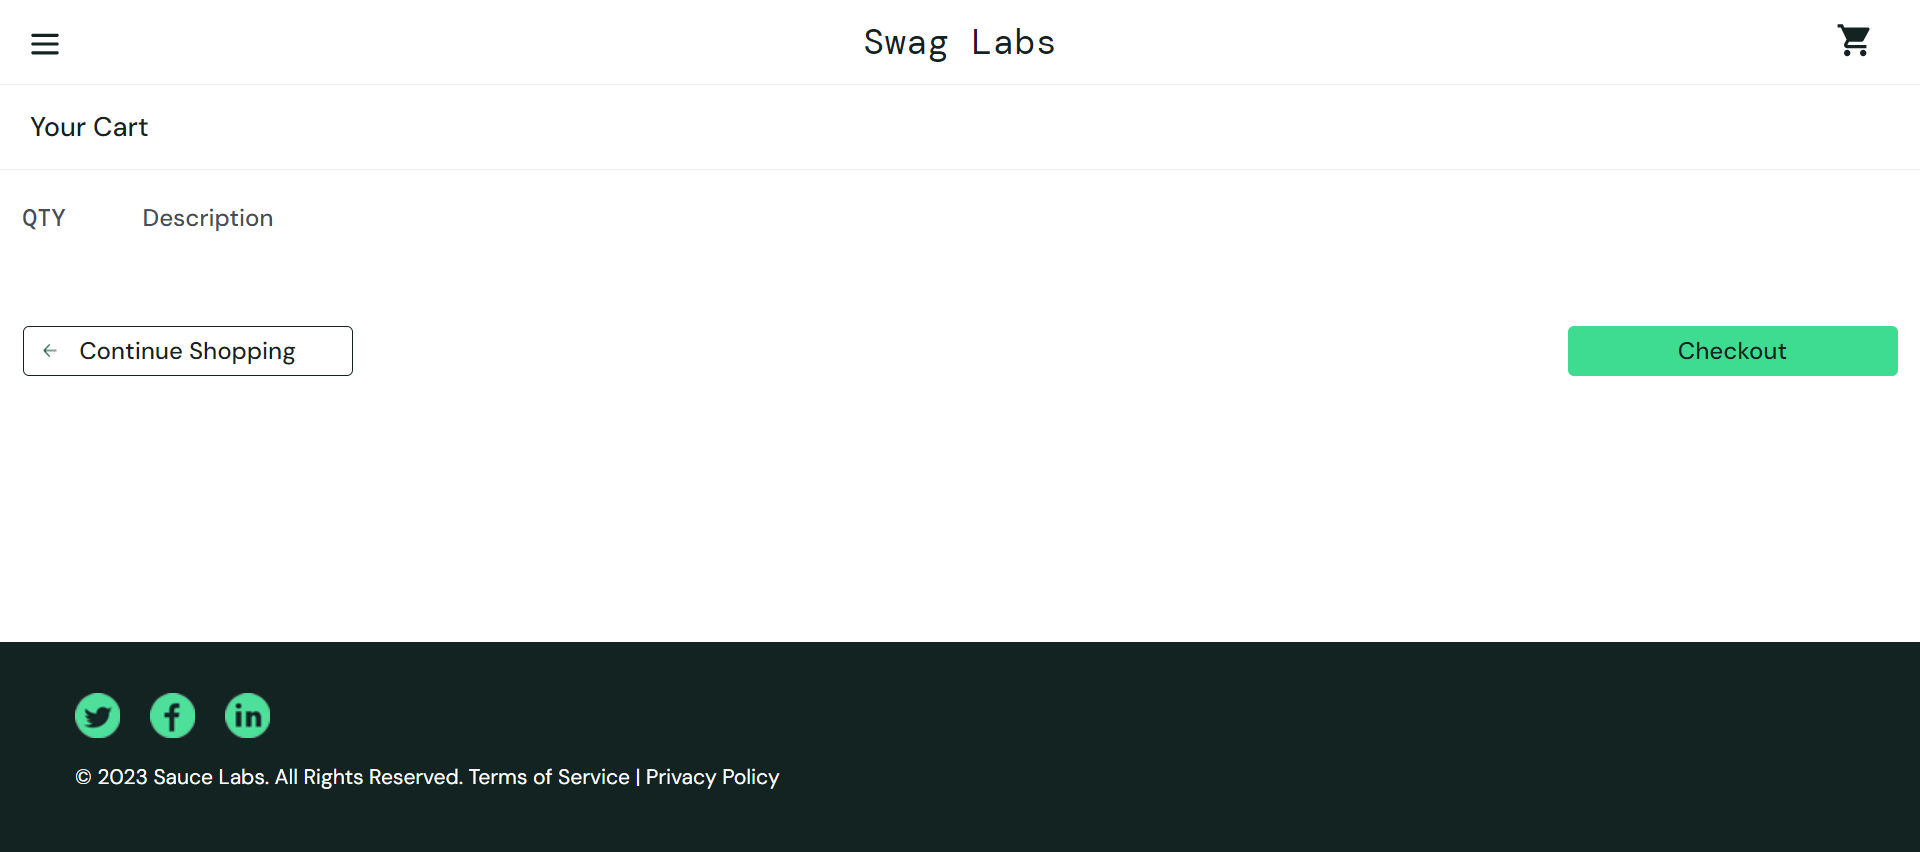 Swag Labs
Your Cart
QTY Description
Continue Shopping Checkout
© 2023 Sauce Labs. All Rights Reserved. Terms of Service | Privacy Policy